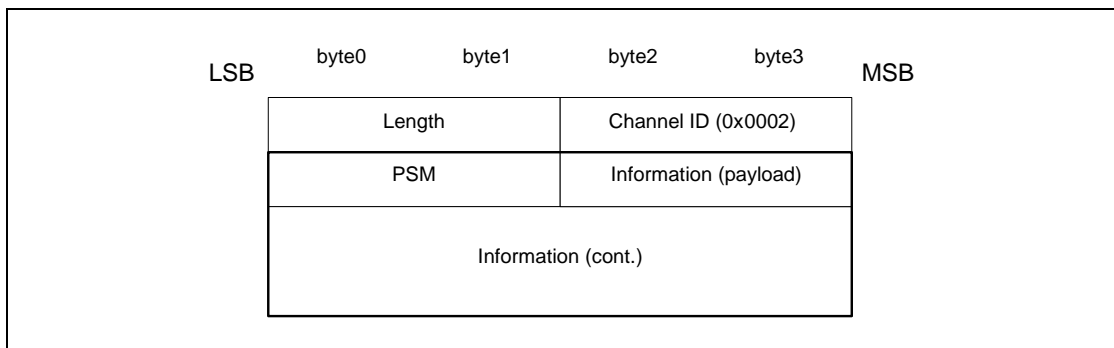 byte0 byte1 byte2 byte3
LSB MSB
Length Channel ID (0x0002)
PSM Information (payload)
Information (cont.)